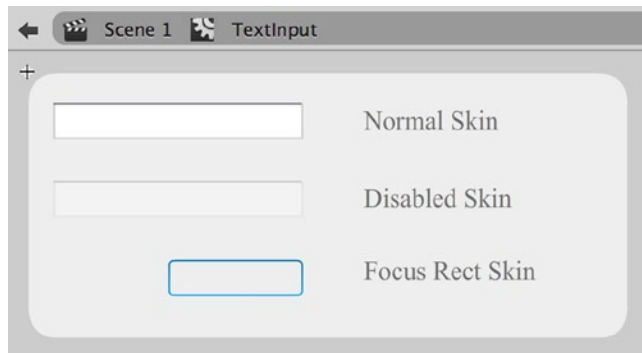 Scene 1 TextInput
Normal Skin
Disabled Skin
Focus Rect Skin